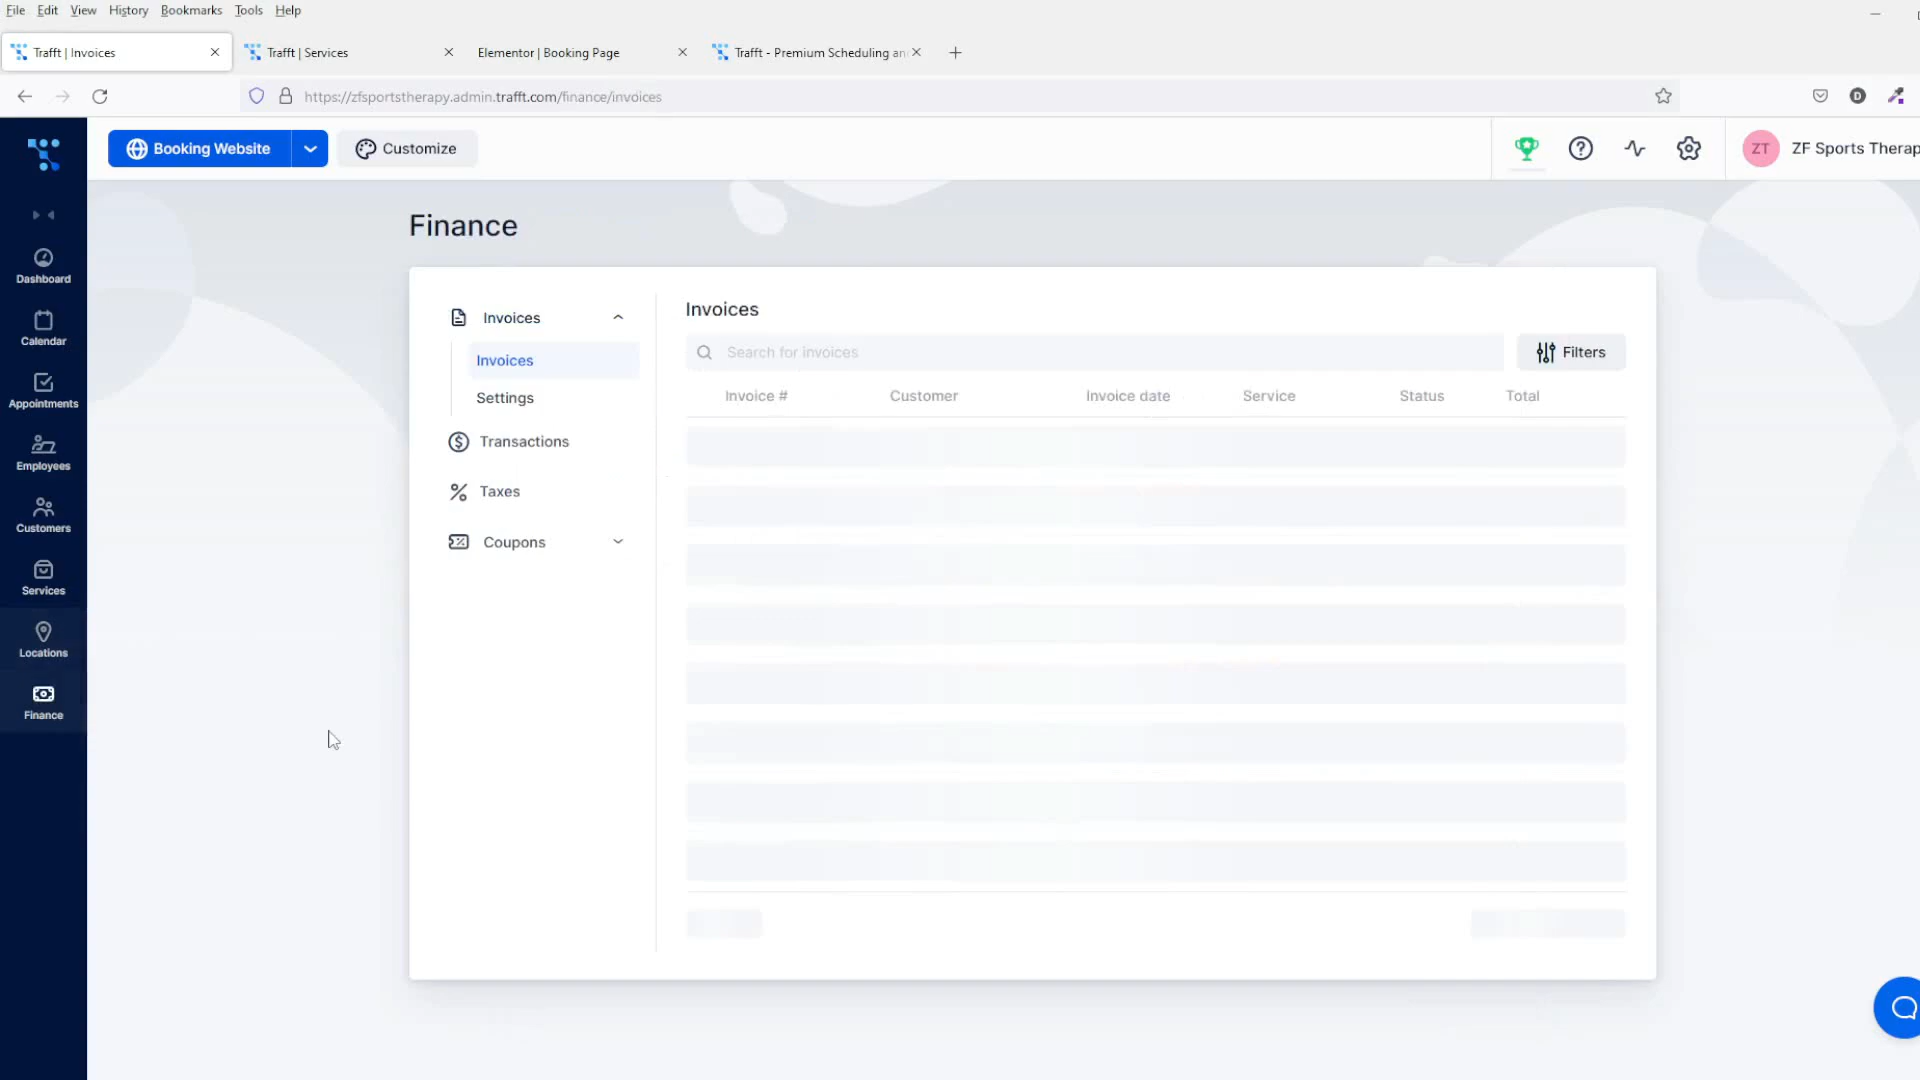 File Edit View History Bookmarks Tools Help
Trafft | Invoices
Trafft | Services
Elementor | Booking Page
Trafft - Premium Scheduling an
https://zfsportstherapy.admin.trafft.com/finance/invoices
Booking Website
Customize
ZT
ZF Sports Therap
Dashboard
Calendar
Appointments
Employees
Customers
Services
Locations
Finance
Finance
Invoices
Invoices
Settings
Transactions
Taxes
Coupons
Invoices
Search for invoices
Filters
Invoice # Customer Invoice date Service Status Total